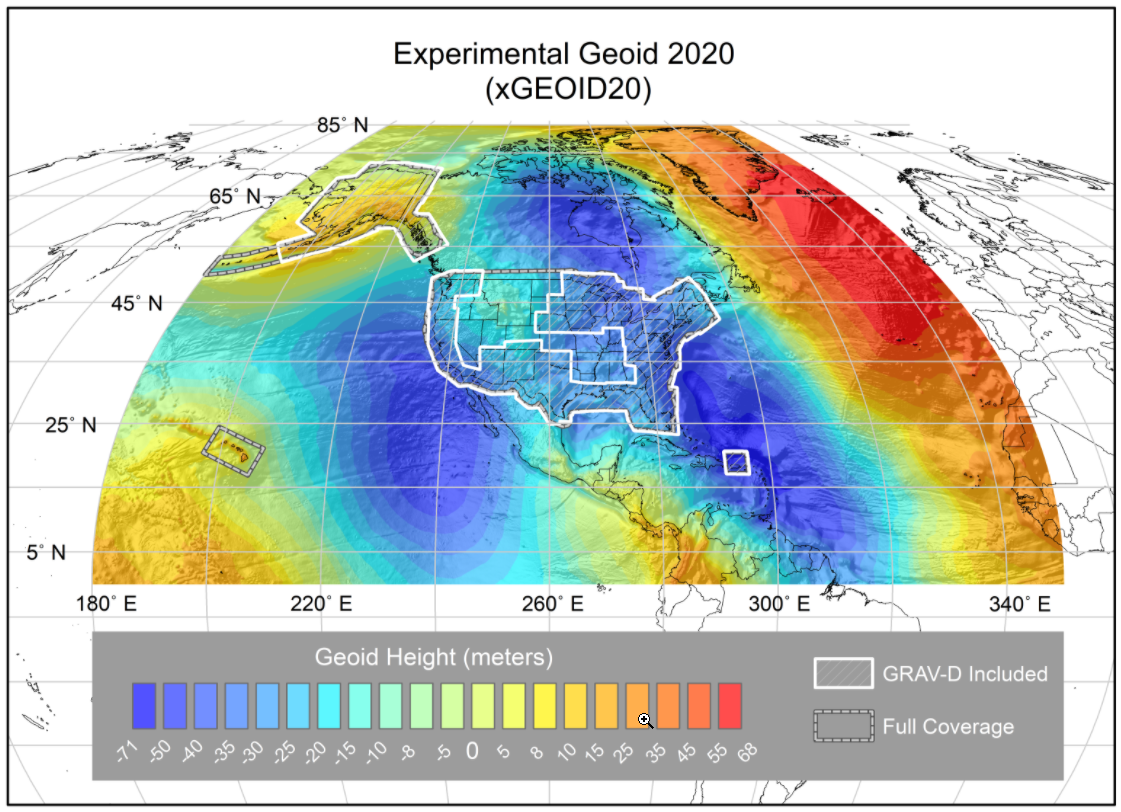 Experimental Geoid 2020
(xGEOID20)
85° N
65° N
45° N
25° N
5° N
180° E
220° E
260° E
300° E
340° E
Geoid Height (meters)
-71 -50 -40 -35 -30 -25 -20 -15 -10 -8 -5 0 5 8 10 15 25 35 45 55 68
GRAV-D Included
Full Coverage